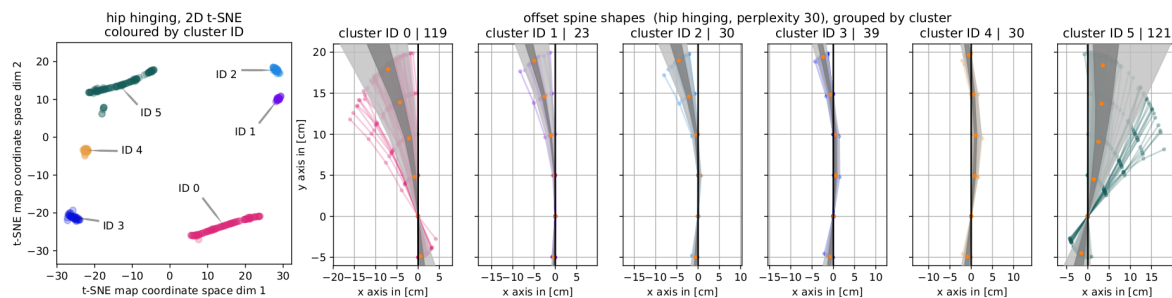 hip hinging, 2D t-SNE
coloured by cluster ID
offset spine shapes  (hip hinging, perplexity 30), grouped by cluster
cluster ID 0 | 119
cluster ID 1 | 23
cluster ID 2 | 30
cluster ID 3 | 39
cluster ID 4 | 30
cluster ID 5 | 121
t-SNE map coordinate space dim 2
20
10
0
−10
−20
−30
ID 2
ID 5
ID 1
ID 4
ID 0
ID 3
−30
−20
−10
0
10
20
30
t-SNE map coordinate space dim 1
y axis in [cm]
20
15
10
5
0
−5
−20
−15
−10
−5
0
5
x axis in [cm]
−15
−10
−5
0
5
10
x axis in [cm]
−15
−10
−5
0
5
10
x axis in [cm]
−15
−10
−5
0
5
10
x axis in [cm]
−10
−5
0
5
10
x axis in [cm]
−5
0
5
10
15
x axis in [cm]